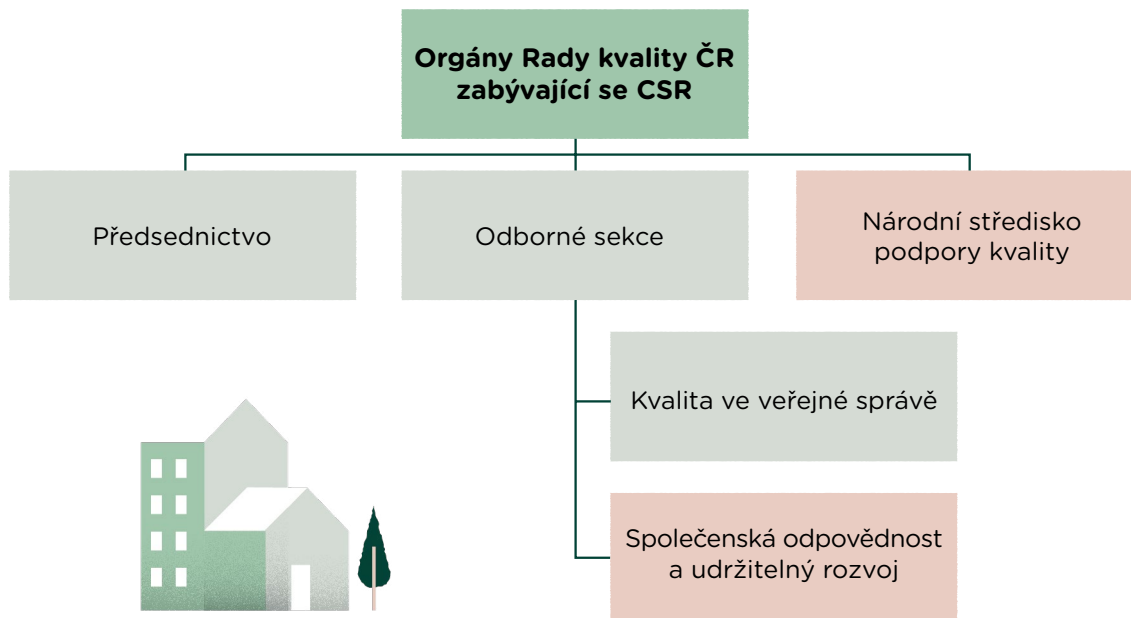 Orgány Rady kvality ČR
zabývající se CSR
Předsednictvo
Odborné sekce
Národní středisko
podpory kvality
Kvalita ve veřejné správě
Společenská odpovědnost
a udržitelný rozvoj